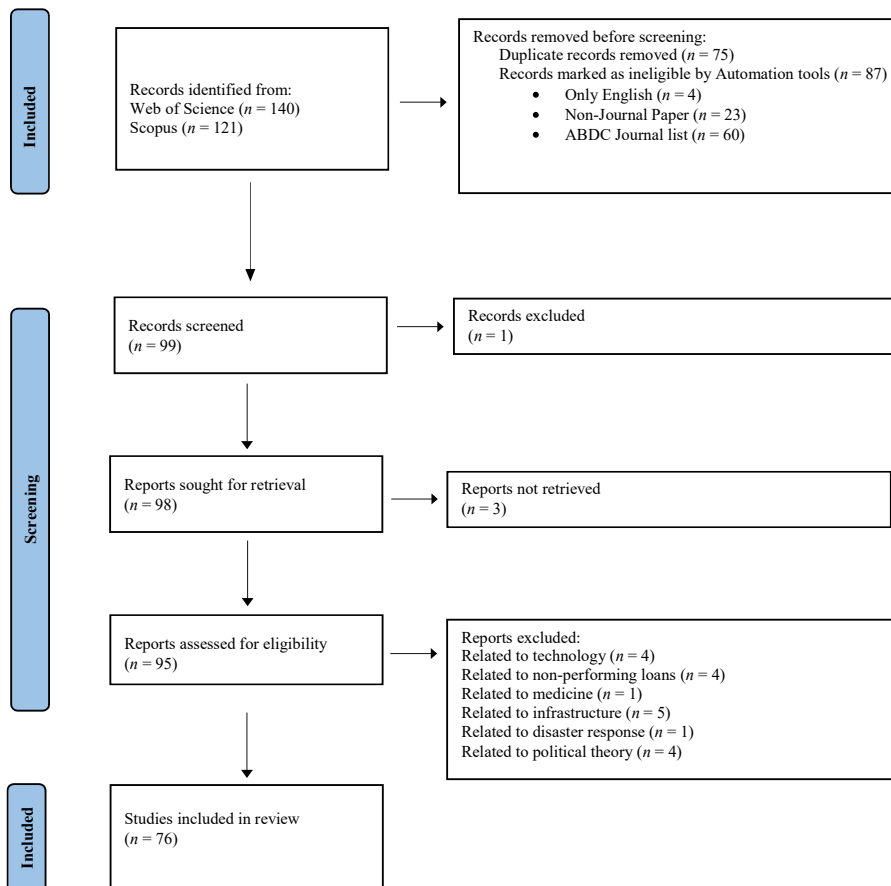 Included
Records identified from:
Web of Science (n = 140)
Scopus (n = 121)
Records removed before screening:
Duplicate records removed (n = 75)
Records marked as ineligible by Automation tools (n = 87)
• Only English (n = 4)
• Non-Journal Paper (n = 23)
• ABDC Journal list (n = 60)
Screening
Records screened
(n = 99)
Records excluded
(n = 1)
Reports sought for retrieval
(n = 98)
Reports not retrieved
(n = 3)
Reports assessed for eligibility
(n = 95)
Reports excluded:
Related to technology (n = 4)
Related to non-performing loans (n = 4)
Related to medicine (n = 1)
Related to infrastructure (n = 5)
Related to disaster response (n = 1)
Related to political theory (n = 4)
Included
Studies included in review
(n = 76)